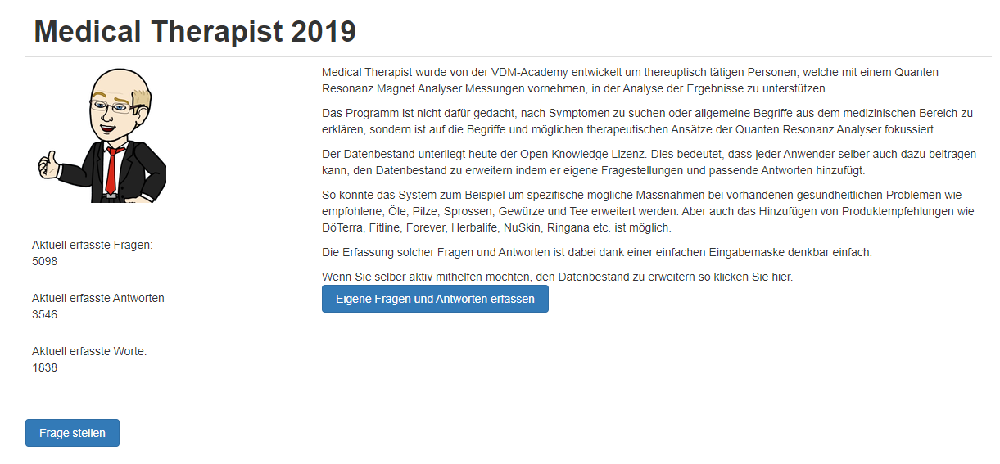 Medical Therapist 2019
Medical Therapist wurde von der VDM-Academy entwickelt um thereuptisch tätigen Personen, welche mit einem Quanten
Resonanz Magnet Analyser Messungen vornehmen, in der Analyse der Ergebnisse zu unterstützen.
Das Programm ist nicht dafür gedacht, nach Symptomen zu suchen oder allgemeine Begriffe aus dem medizinischen Bereich zu
erklären, sondern ist auf die Begriffe und möglichen therapeutischen Ansätze der Quanten Resonanz Analyser fokussiert.
Der Datenbestand unterliegt heute der Open Knowledge Lizenz. Dies bedeutet, dass jeder Anwender selber auch dazu beitragen
kann, den Datenbestand zu erweitern indem er eigene Fragestellungen und passende Antworten hinzufügt.
So könnte das System zum Beispiel um spezifische mögliche Massnahmen bei vorhandenen gesundheitlichen Problemen wie
empfohlene, Öle, Pilze, Sprossen, Gewürze und Tee erweitert werden. Aber auch das Hinzufügen von Produktempfehlungen wie
DöTerra, Fitline, Forever, Herbalife, NuSkin, Ringana etc. ist möglich.
Die Erfassung solcher Fragen und Antworten ist dabei dank einer einfachen Eingabemaske denkbar einfach.
Wenn Sie selber aktiv mithelfen möchten, den Datenbestand zu erweitern so klicken Sie hier.
Eigene Fragen und Antworten erfassen
Aktuell erfasste Fragen:
5098
Aktuell erfasste Antworten
3546
Aktuell erfasste Worte:
1838
Frage stellen